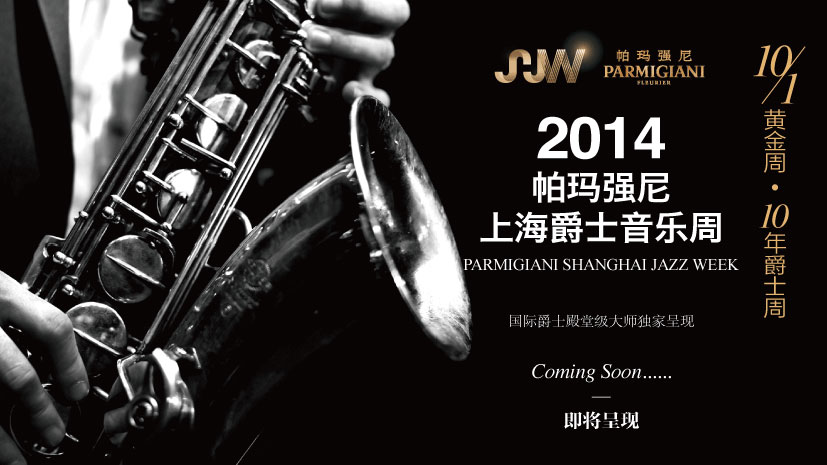 SJW
帕玛强尼
PARMIGIANI
FLEURIER
2014
帕玛强尼
上海爵士音乐周
PARMIGIANI SHANGHAI JAZZ WEEK
国际爵士殿堂级大师独家呈现
Coming Soon......
即将呈现
10/1黄金周·10年爵士周